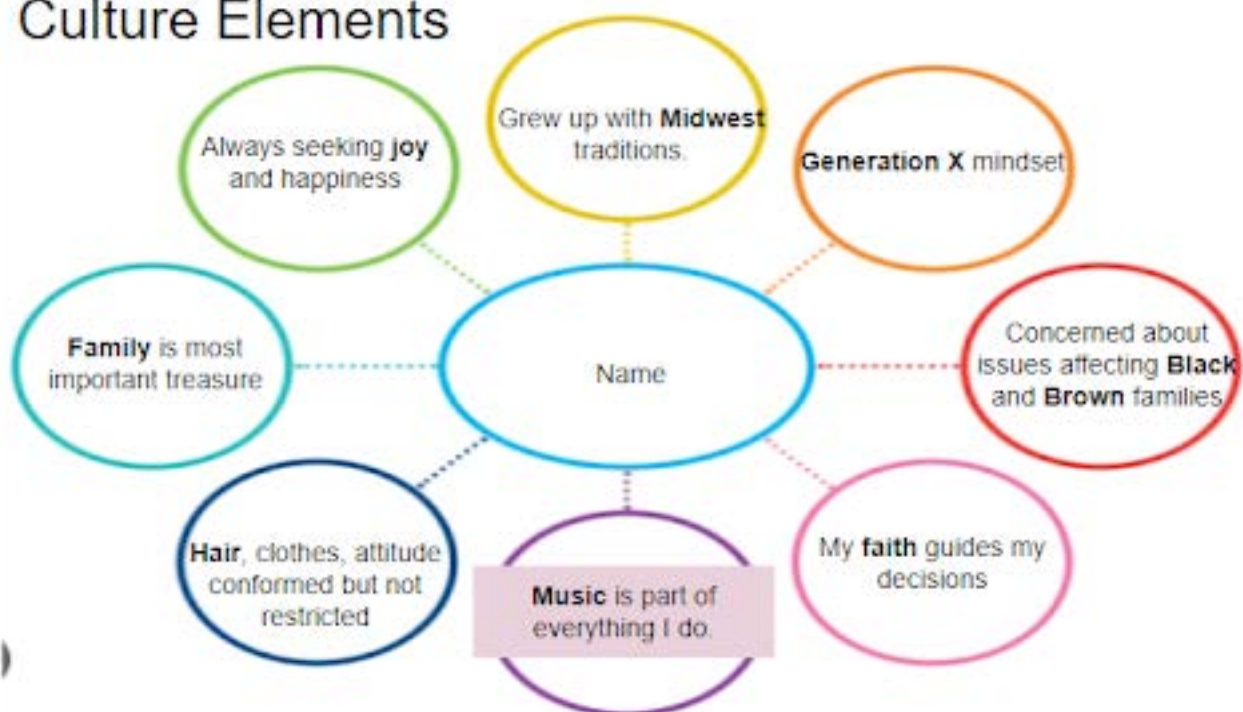 Culture Elements
Grew up with Midwest
traditions.
Always seeking joy
and happiness
Generation X mindset
Family is most
important treasure
Name
Concerned about
issues affecting Black
and Brown families
Hair, clothes, attitude
conformed but not
restricted
Music is part of
everything I do.
My faith guides my
decisions